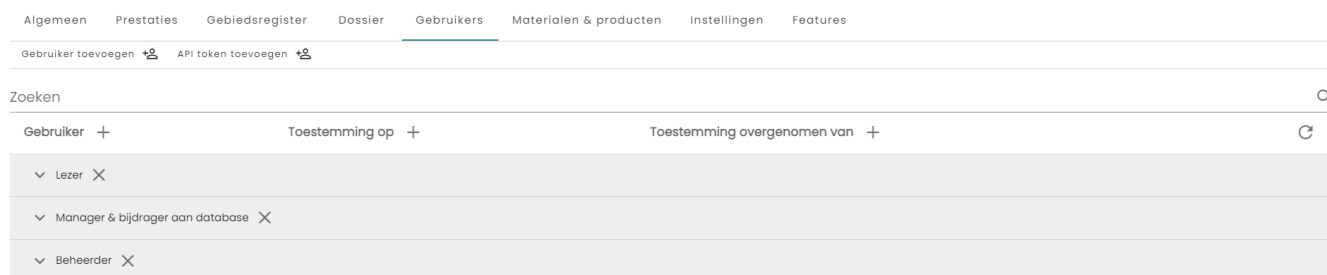 Algemeen Prestaties Gebiedsregister Dossier Gebruikers Materialen & producten Instellingen Features
Gebruiker toevoegen API token toevoegen
Zoeken
Gebruiker Toestemming op Toestemming overgenomen van
Lezer
Manager & bijdrager aan database
Beheerder